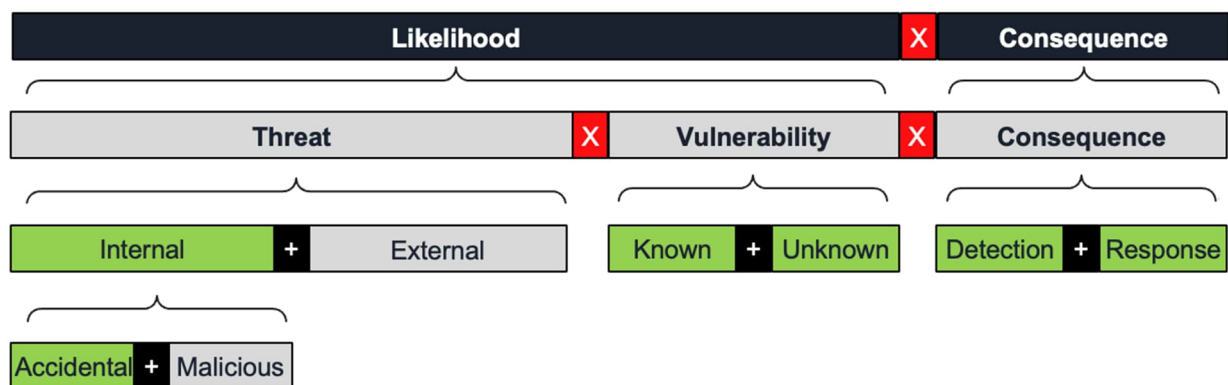 Likelihood X Consequence
Threat X Vulnerability X Consequence
Internal + External Known + Unknown Detection + Response
Accidental + Malicious